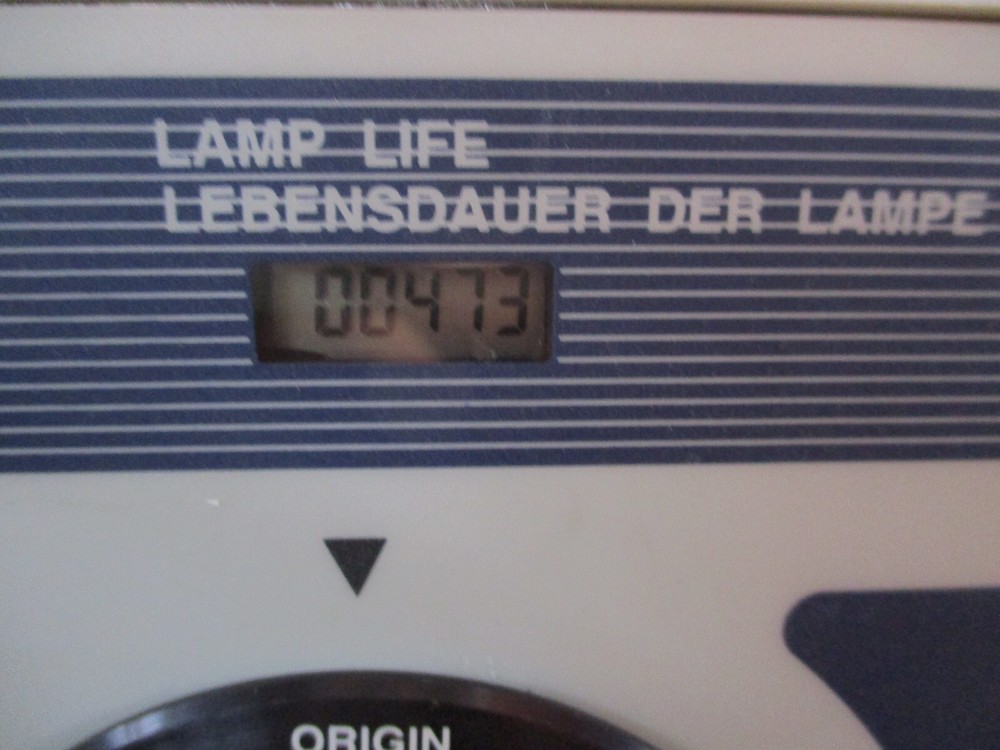 LAMP LIFE
LEBENSDAUER DER LAMPE
00473
ORIGIN